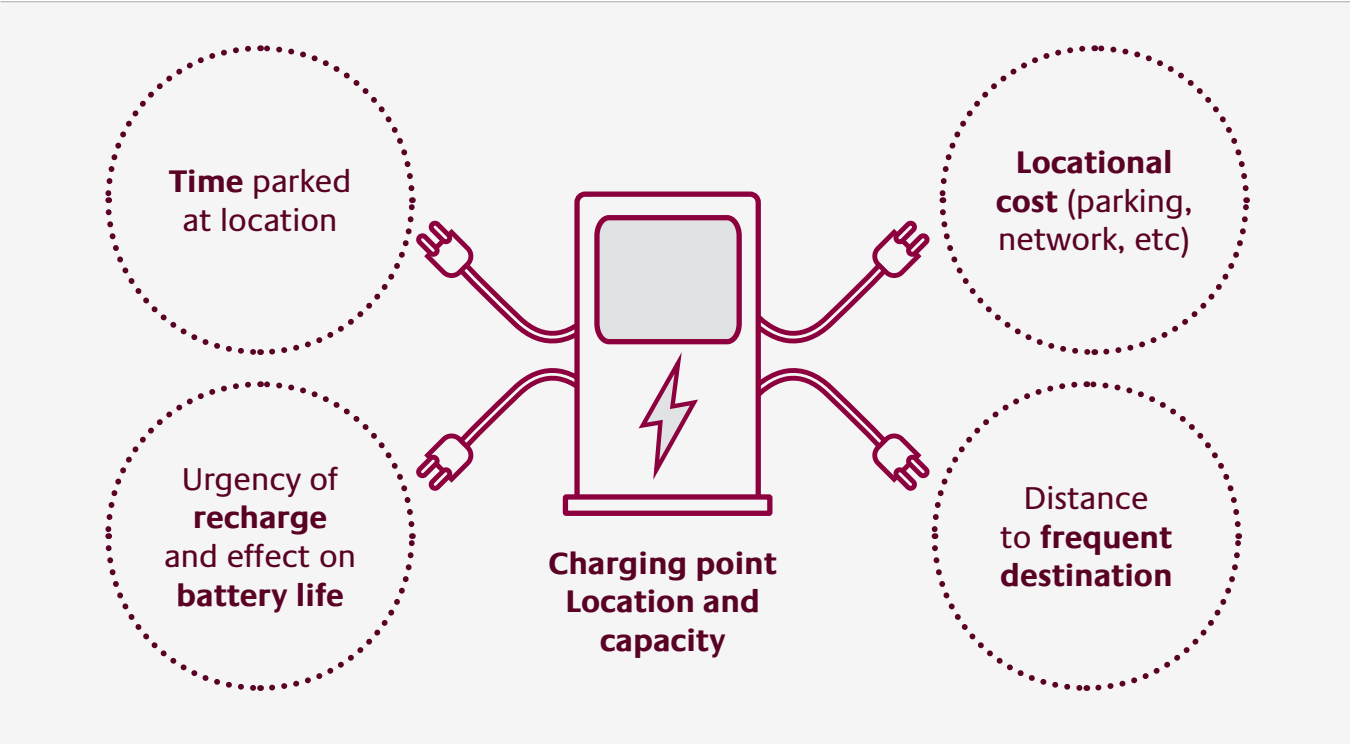 Time parked
at location
Locational
cost (parking,
network, etc)
Urgency of
recharge
and effect on
battery life
Distance
to frequent
destination
Charging point
Location and
capacity